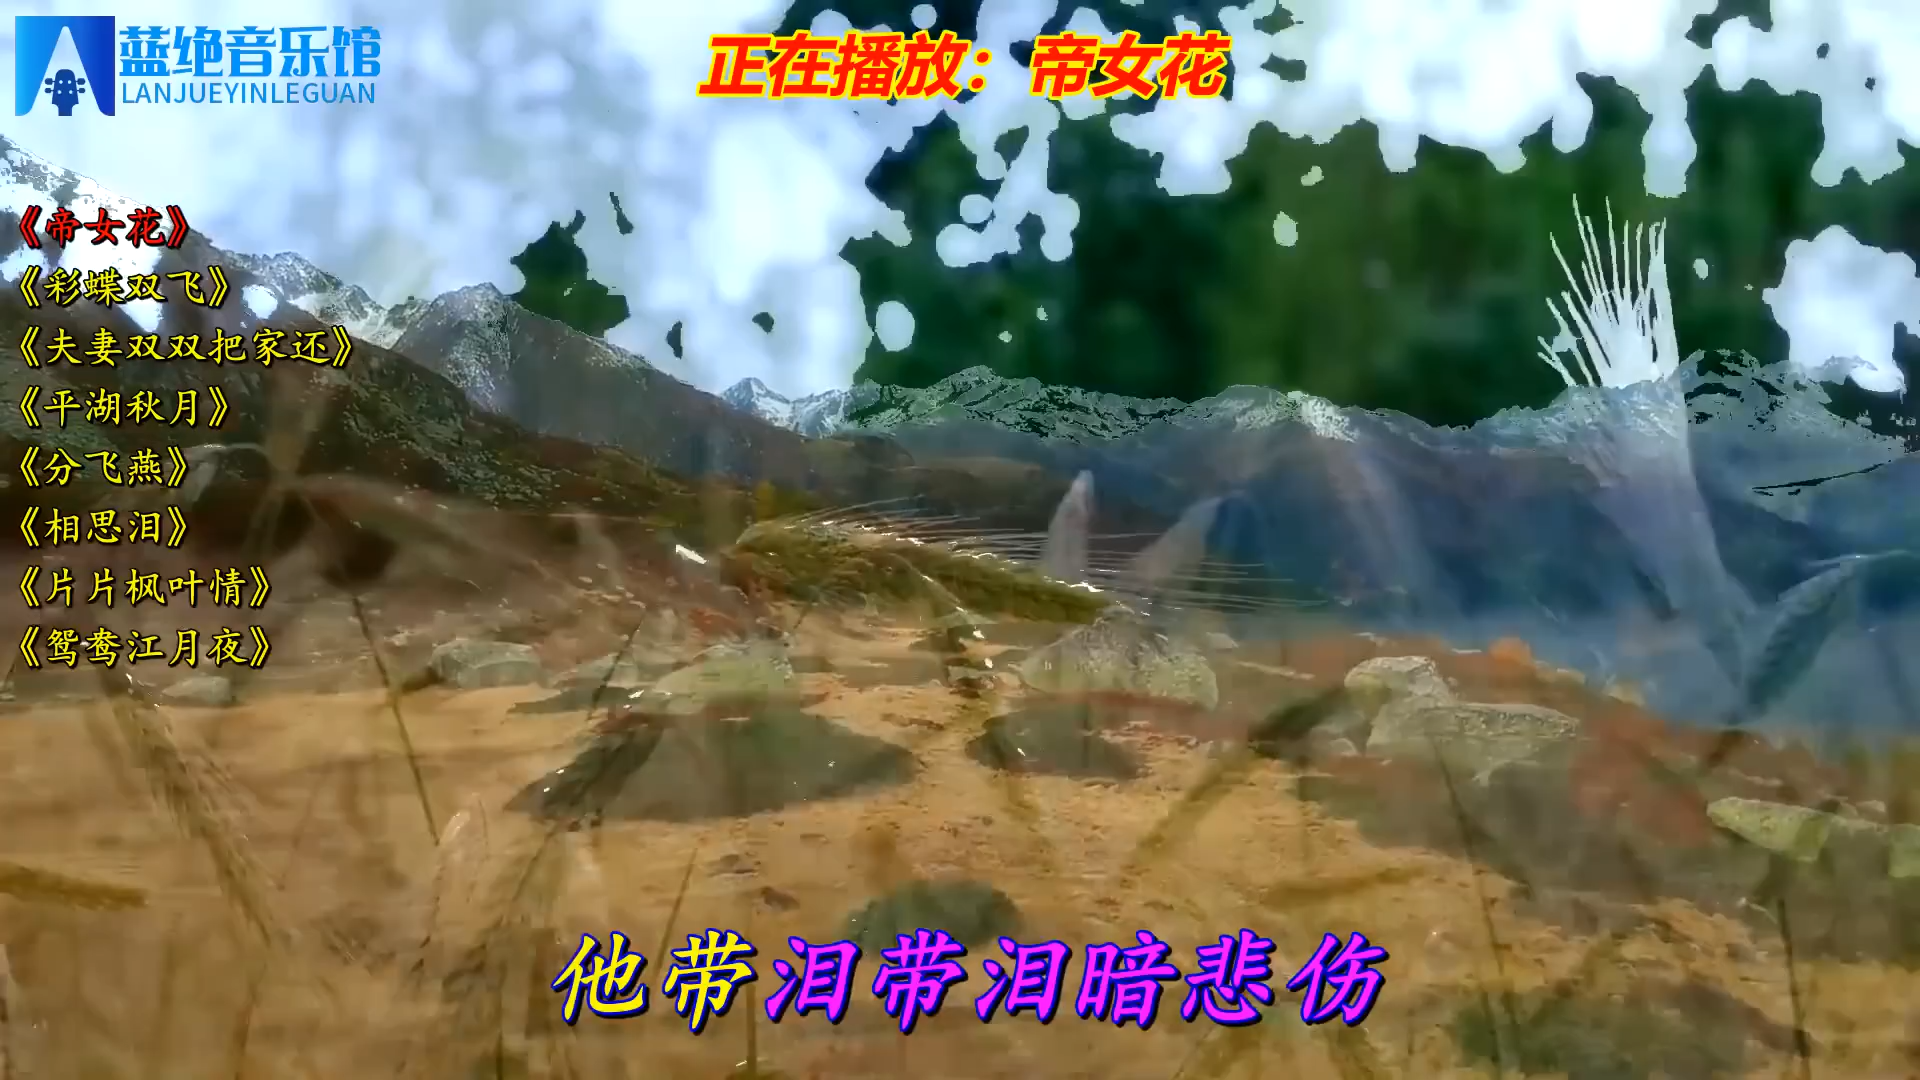 蓝绝音乐馆
LANJUEYINLEGUAN
正在播放：帝女花
《帝女花》
《彩蝶双飞》
《夫妻双双把家还》
《平湖秋月》
《分飞燕》
《相思泪》
《片片枫叶情》
《鸳鸯江月夜》
他带泪带泪暗悲伤